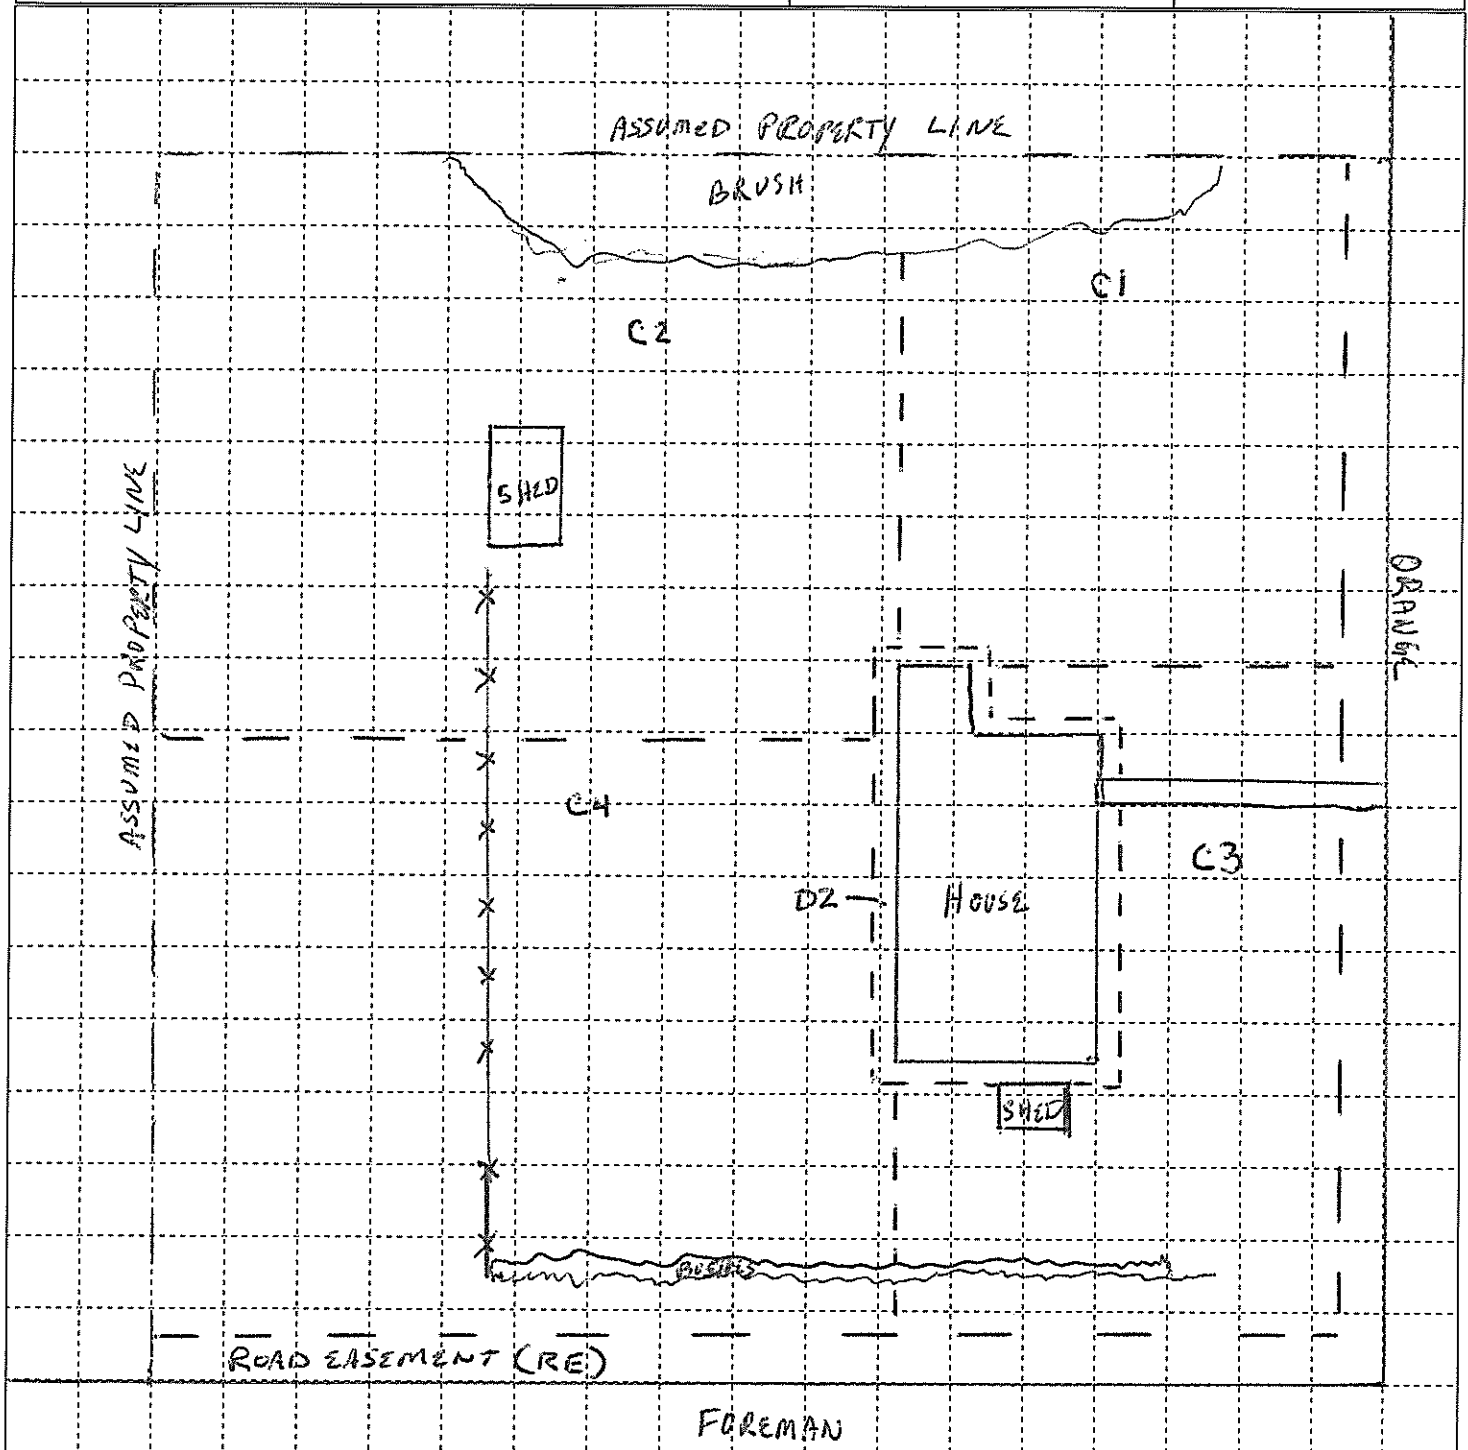 ASSUMED PROPERTY LINE
BRUSH
C1
C2
SHED
ASSUMED PROPERTY LINE
ORANGE
C4
C3
D2
HOUSE
SHED
BUSHES
ROAD EASEMENT (RE)
FOREMAN